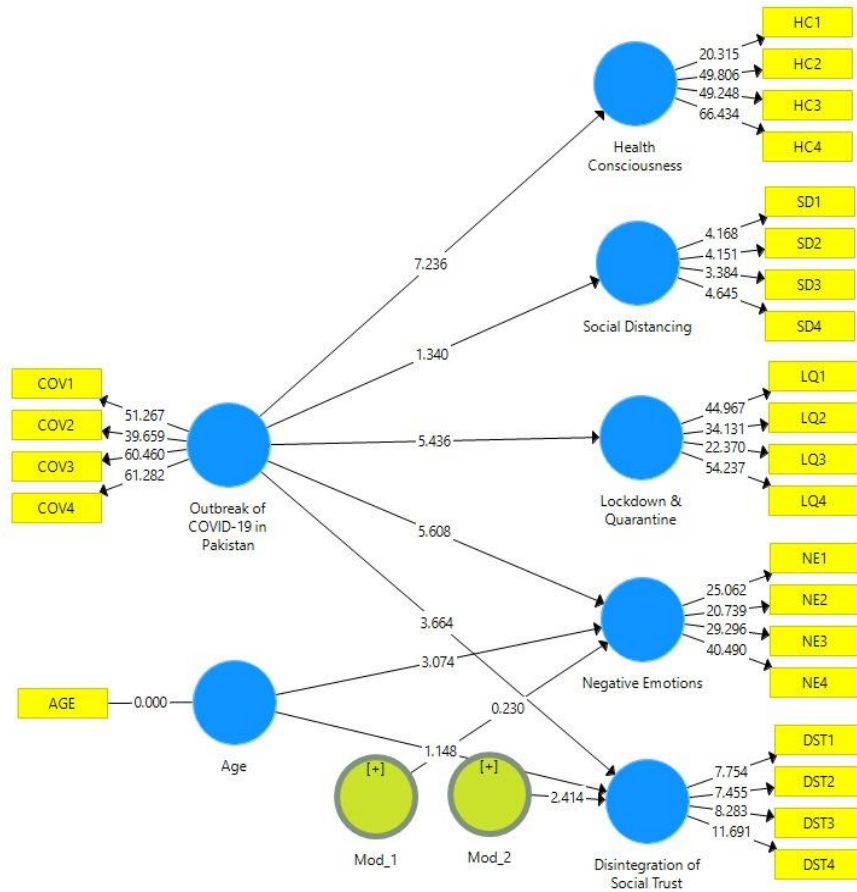 HC1
20.315
HC2
49.806
49.248
HC3
66.434
HC4
Health
Consciousness
SD1
4.168
SD2
4.151
3.384
SD3
4.645
SD4
7.236
Social Distancing
1.340
COV1
51.267
COV2
39.659
60.460
COV3
61.282
COV4
Outbreak of
COVID-19 in
Pakistan
5.436
LQ1
44.967
LQ2
34.131
22.370
LQ3
54.237
LQ4
Lockdown &
Quarantine
5.608
3.664
NE1
25.062
NE2
20.739
29.296
NE3
40.490
NE4
3.074
Negative Emotions
AGE
0.000
Age
0.230
1.148
[+]
Mod_1
[+]
Mod_2
2.414
DST1
7.754
DST2
7.455
8.283
DST3
11.691
DST4
Disintegration of
Social Trust